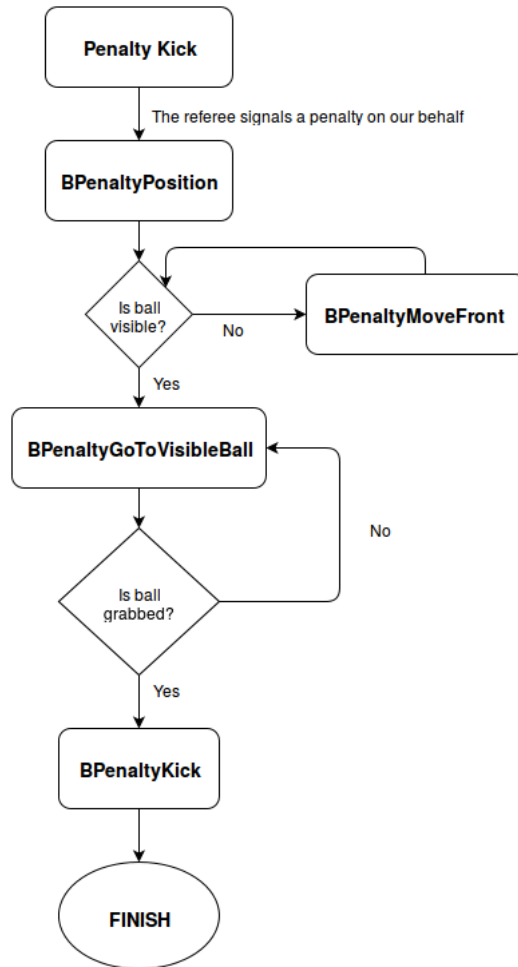 Penalty Kick
The referee signals a penalty on our behalf
BPenaltyPosition
Is ball
visible?
No
BPenaltyMoveFront
Yes
BPenaltyGoToVisibleBall
No
Is ball
grabbed?
Yes
BPenaltyKick
FINISH